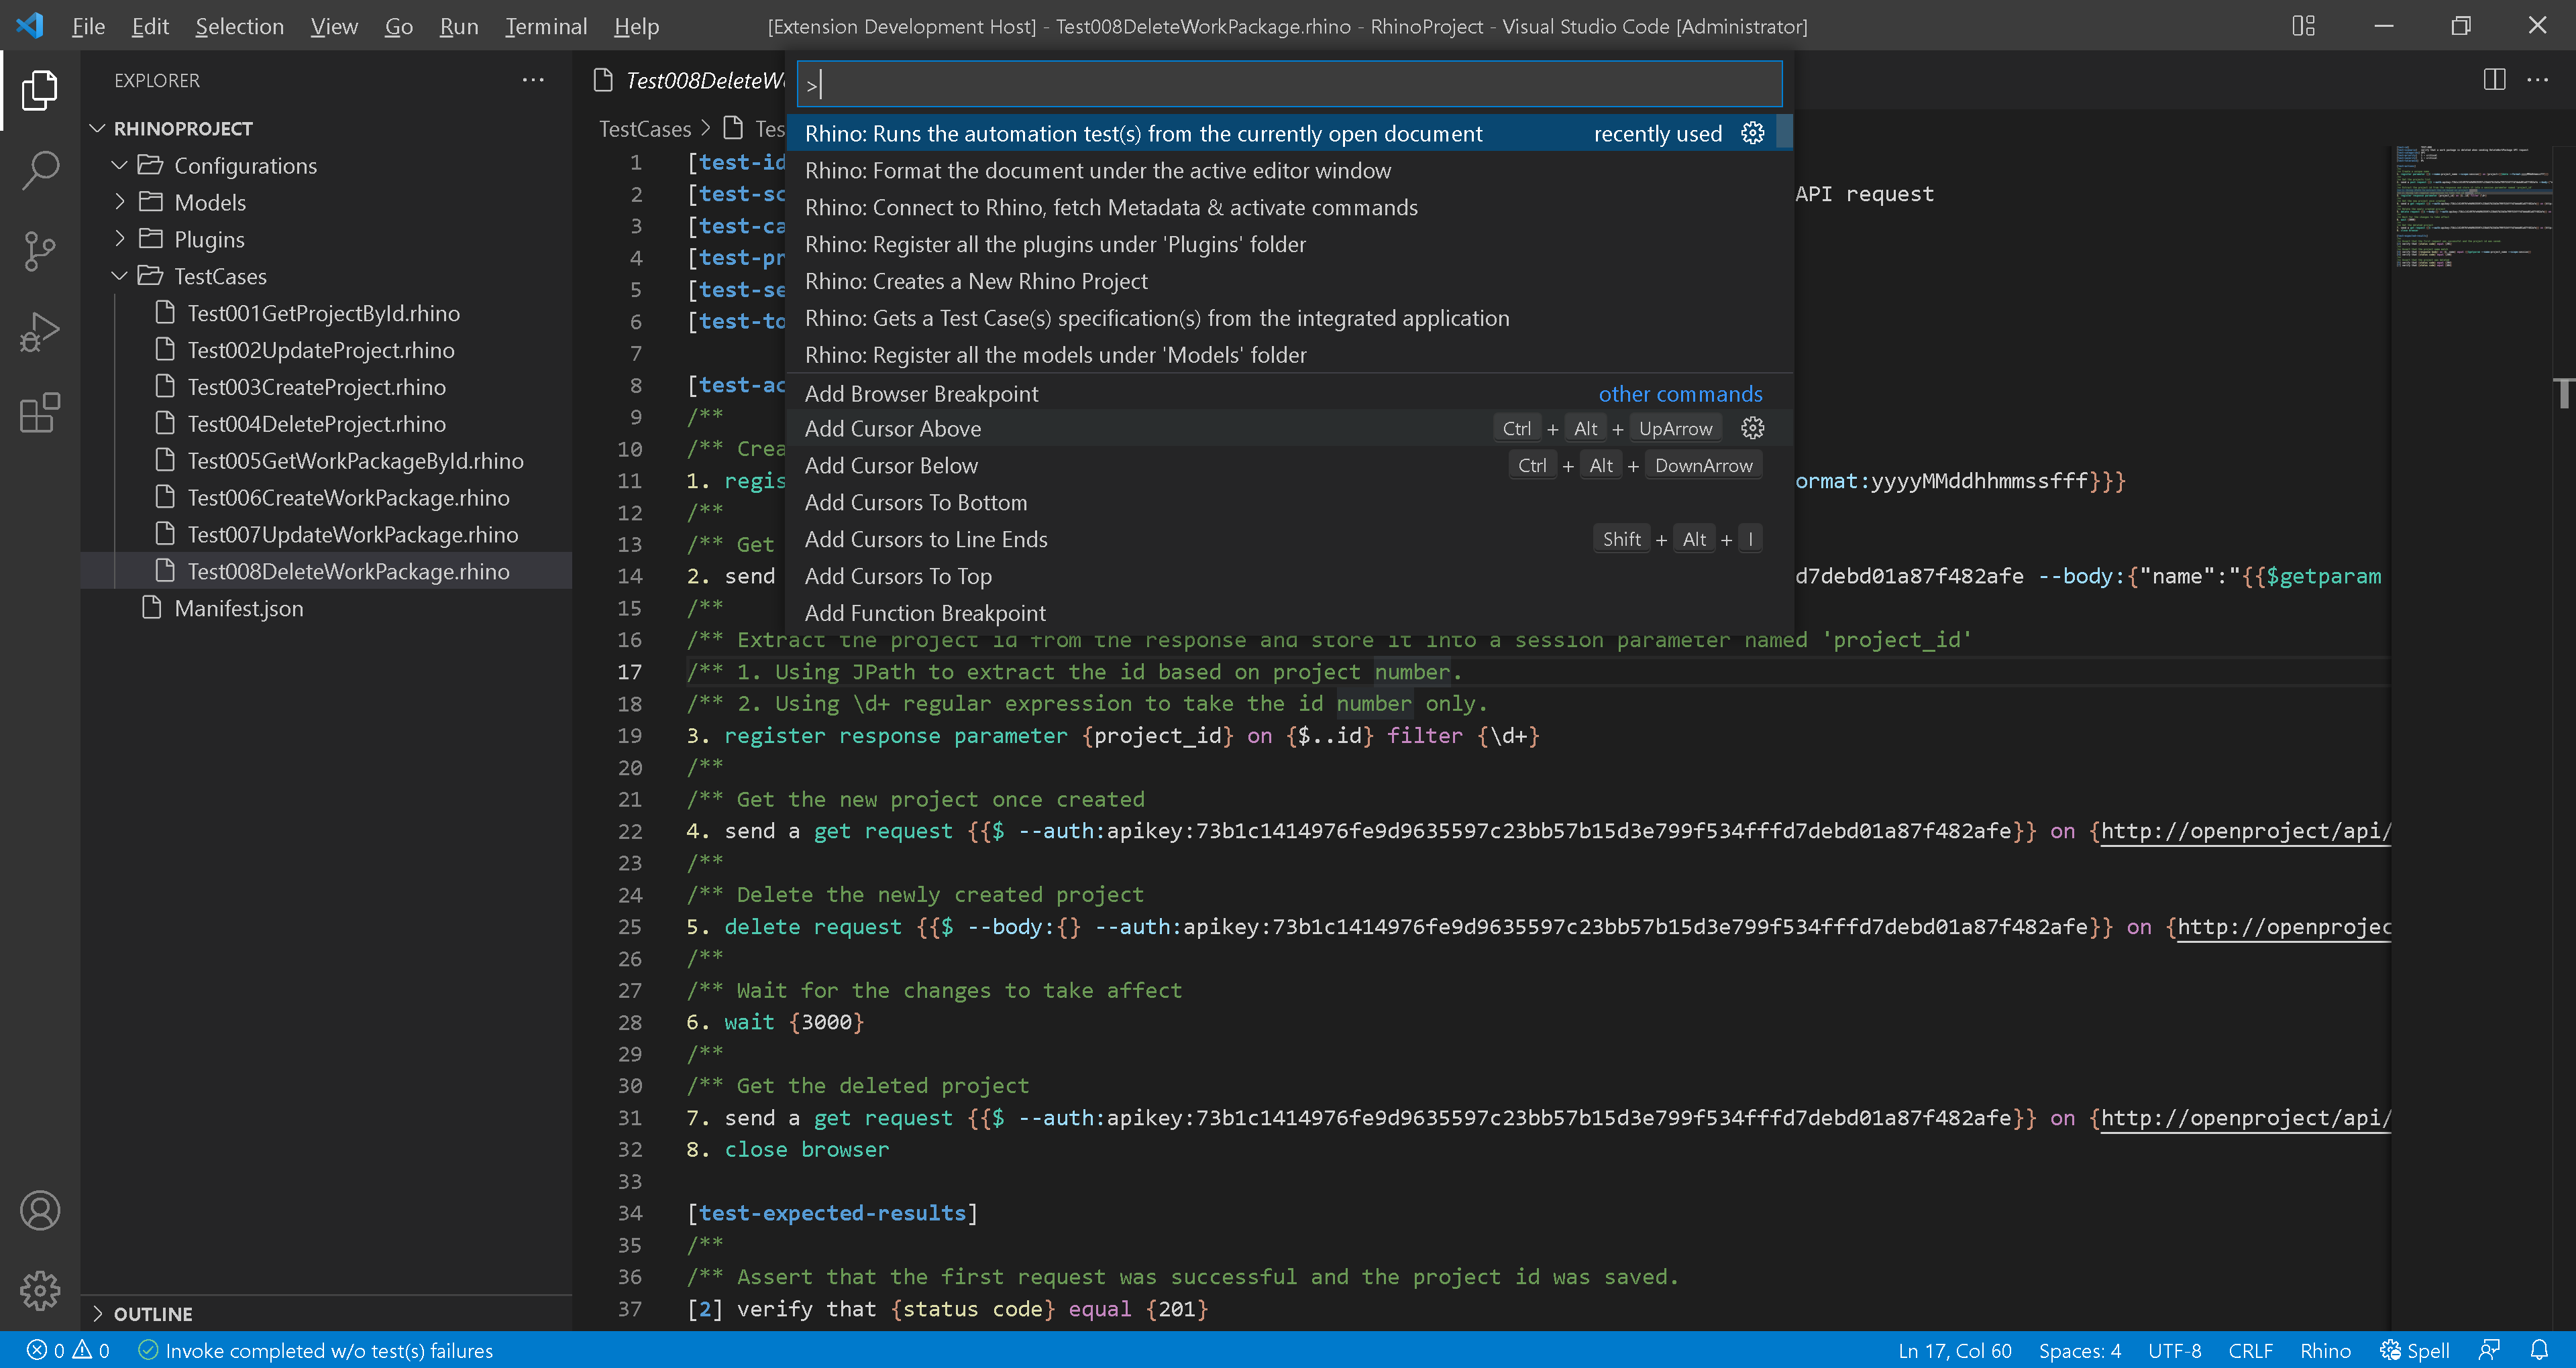 File Edit Selection View Go Run Terminal Help
[Extension Development Host] - Test008DeleteWorkPackage.rhino - RhinoProject - Visual Studio Code [Administrator]
EXPLORER
RHINOPROJECT
Configurations
Models
Plugins
TestCases
Test001GetProjectById.rhino
Test002UpdateProject.rhino
Test003CreateProject.rhino
Test004DeleteProject.rhino
Test005GetWorkPackageById.rhino
Test006CreateWorkPackage.rhino
Test007UpdateWorkPackage.rhino
Test008DeleteWorkPackage.rhino
Manifest.json
OUTLINE
Test008DeleteW
TestCases > Tes
>
Rhino: Runs the automation test(s) from the currently open document recently used
Rhino: Format the document under the active editor window
Rhino: Connect to Rhino, fetch Metadata & activate commands
Rhino: Register all the plugins under 'Plugins' folder
Rhino: Creates a New Rhino Project
Rhino: Gets a Test Case(s) specification(s) from the integrated application
Rhino: Register all the models under 'Models' folder
Add Browser Breakpoint other commands
Add Cursor Above Ctrl + Alt + UpArrow
Add Cursor Below Ctrl + Alt + DownArrow
Add Cursors To Bottom
Add Cursors to Line Ends Shift + Alt + I
Add Cursors To Top
Add Function Breakpoint
1 [test-id
2 [test-sc API request
3 [test-ca
4 [test-pr
5 [test-se
6 [test-to
7
8 [test-ac
9 /**
10 /** Crea
11 1. regis ormat:yyyyMMddhhmmssfff}}}
12 /**
13 /** Get
14 2. send d7debd01a87f482afe --body:{"name":"{{$getparam
15 /**
16 /** Extract the project id from the response and store it into a session parameter named 'project_id'
17 /** 1. Using JPath to extract the id based on project number.
18 /** 2. Using \d+ regular expression to take the id number only.
19 3. register response parameter {project_id} on {$..id} filter {\d+}
20 /**
21 /** Get the new project once created
22 4. send a get request {{$ --auth:apikey:73b1c1414976fe9d9635597c23bb57b15d3e799f534fffd7debd01a87f482afe}} on {http://openproject/api/
23 /**
24 /** Delete the newly created project
25 5. delete request {{$ --body:{} --auth:apikey:73b1c1414976fe9d9635597c23bb57b15d3e799f534fffd7debd01a87f482afe}} on {http://openprojec
26 /**
27 /** Wait for the changes to take affect
28 6. wait {3000}
29 /**
30 /** Get the deleted project
31 7. send a get request {{$ --auth:apikey:73b1c1414976fe9d9635597c23bb57b15d3e799f534fffd7debd01a87f482afe}} on {http://openproject/api/
32 8. close browser
33
34 [test-expected-results]
35 /**
36 /** Assert that the first request was successful and the project id was saved.
37 [2] verify that {status code} equal {201}
0 0 Invoke completed w/o test(s) failures
Ln 17, Col 60 Spaces: 4 UTF-8 CRLF Rhino Spell